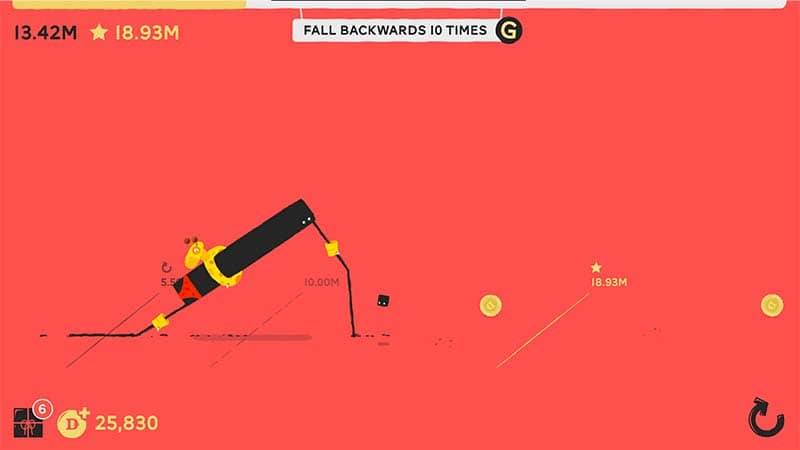 13.42M 18.93M
FALL BACKWARDS 10 TIMES G
10.00M
18.93M
6
D+ 25,830